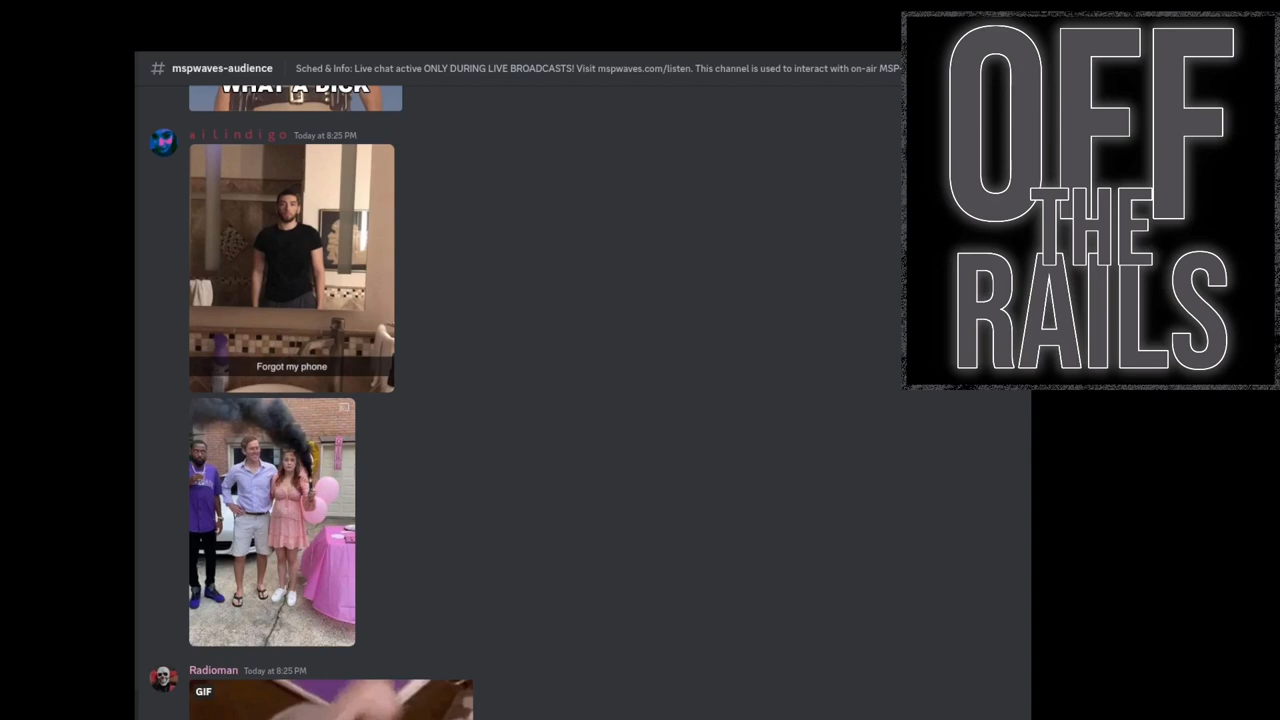 mspwaves-audience
Sched & Info: Live chat active ONLY DURING LIVE BROADCASTS! Visit mspwaves.com/listen. This channel is used to interact with on-air MSP-
WHAT A DICK
a i l i n d i g o Today at 8:25 PM
Forgot my phone
Radioman Today at 8:25 PM
GIF
OFF
THE
RAILS